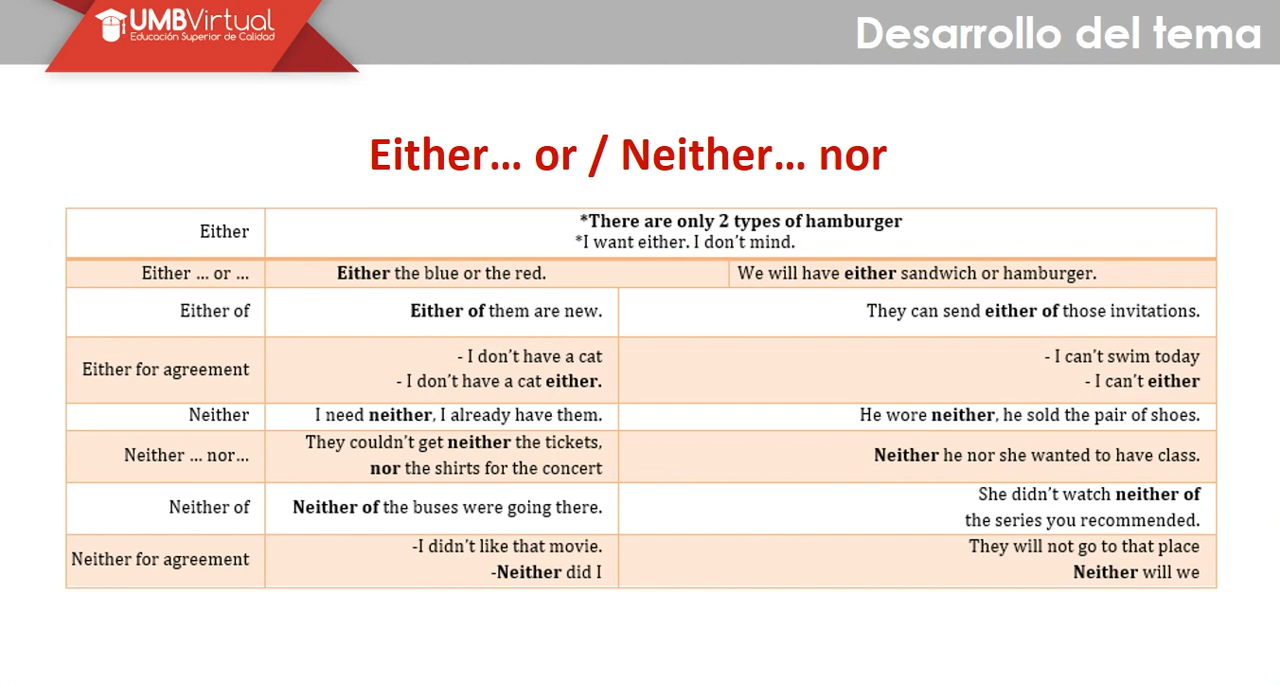 UMBVirtual
Educación Superior de Calidad
Desarrollo del tema
Either... or / Neither... nor
Either
*There are only 2 types of hamburger
*I want either. I don't mind.
Either ... or ...
Either the blue or the red.
We will have either sandwich or hamburger.
Either of
Either of them are new.
They can send either of those invitations.
Either for agreement
- I don't have a cat
- I don't have a cat either.
- I can't swim today
- I can't either
Neither
I need neither, I already have them.
He wore neither, he sold the pair of shoes.
Neither ... nor...
They couldn't get neither the tickets,
nor the shirts for the concert
Neither he nor she wanted to have class.
Neither of
Neither of the buses were going there.
She didn't watch neither of
the series you recommended.
Neither for agreement
-I didn't like that movie.
-Neither did I
They will not go to that place
Neither will we